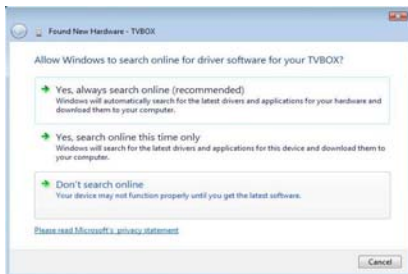 Found New Hardware - TVBOX
Allow Windows to search online for driver software for your TVBOX?
Yes, always search online (recommended)
Windows will automatically search for the latest drivers and applications for your hardware and
download them to your computer.
Yes, search online this time only
Windows will search for the latest drivers and applications for this device and download them to
your computer.
Don't search online
Your device may not function properly until you get the latest software.
Please read Microsoft's privacy statement
Cancel